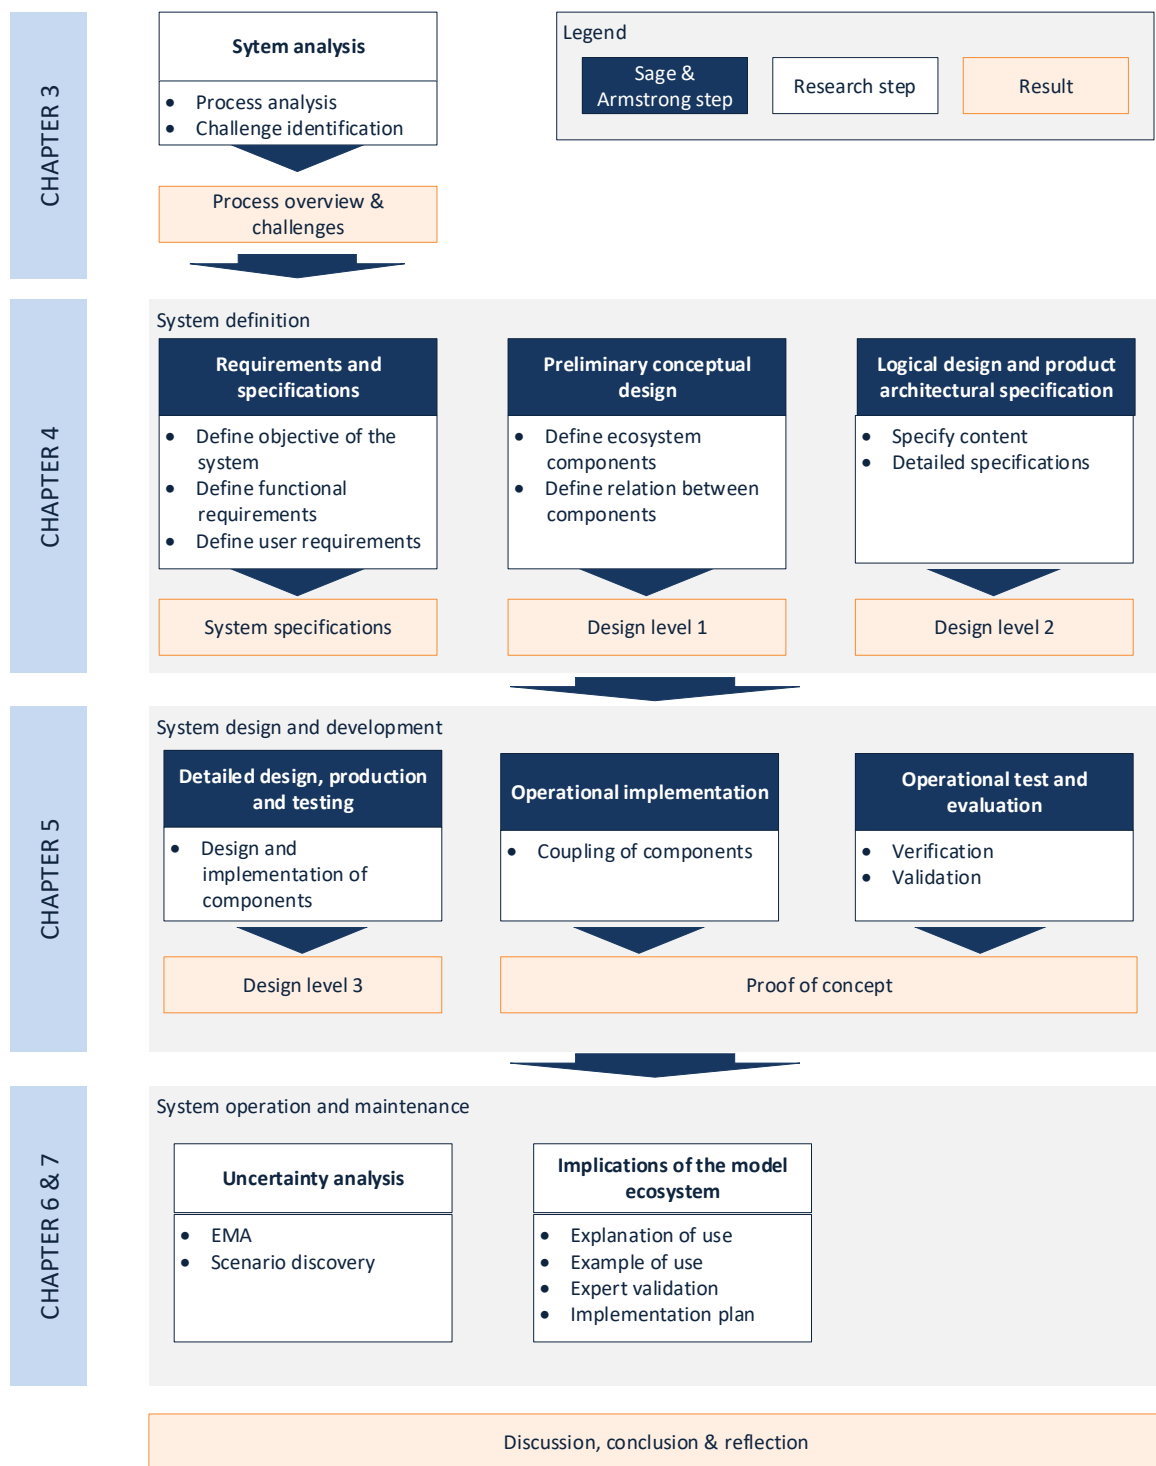 CHAPTER 3
Sytem analysis
• Process analysis
• Challenge identification
Process overview &
challenges
Legend
Sage &
Armstrong step
Research step
Result
CHAPTER 4
System definition
Requirements and
specifications
• Define objective of the
system
• Define functional
requirements
• Define user requirements
System specifications
Preliminary conceptual
design
• Define ecosystem
components
• Define relation between
components
Design level 1
Logical design and product
architectural specification
• Specify content
• Detailed specifications
Design level 2
CHAPTER 5
System design and development
Detailed design, production
and testing
• Design and
implementation of
components
Design level 3
Operational implementation
• Coupling of components
Operational test and
evaluation
• Verification
• Validation
Proof of concept
CHAPTER 6 & 7
System operation and maintenance
Uncertainty analysis
• EMA
• Scenario discovery
Implications of the model
ecosystem
• Explanation of use
• Example of use
• Expert validation
• Implementation plan
Discussion, conclusion & reflection